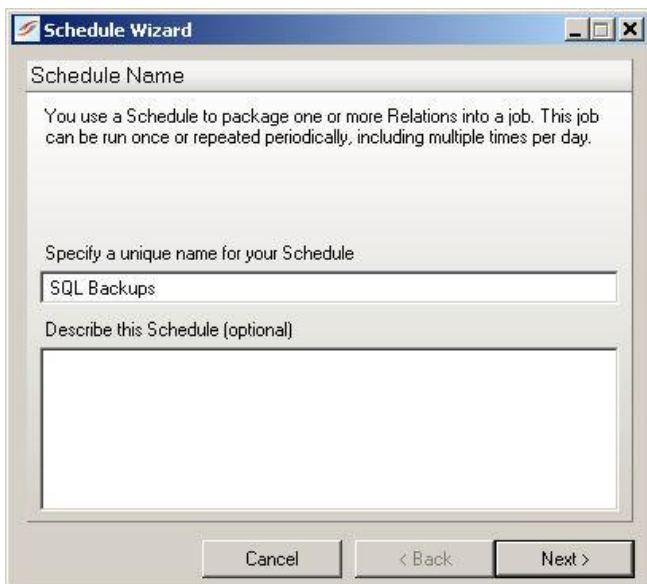 Schedule Wizard
Schedule Name
You use a Schedule to package one or more Relations into a job. This job
can be run once or repeated periodically, including multiple times per day.
Specify a unique name for your Schedule
SQL Backups
Describe this Schedule (optional)
Cancel
< Back
Next >